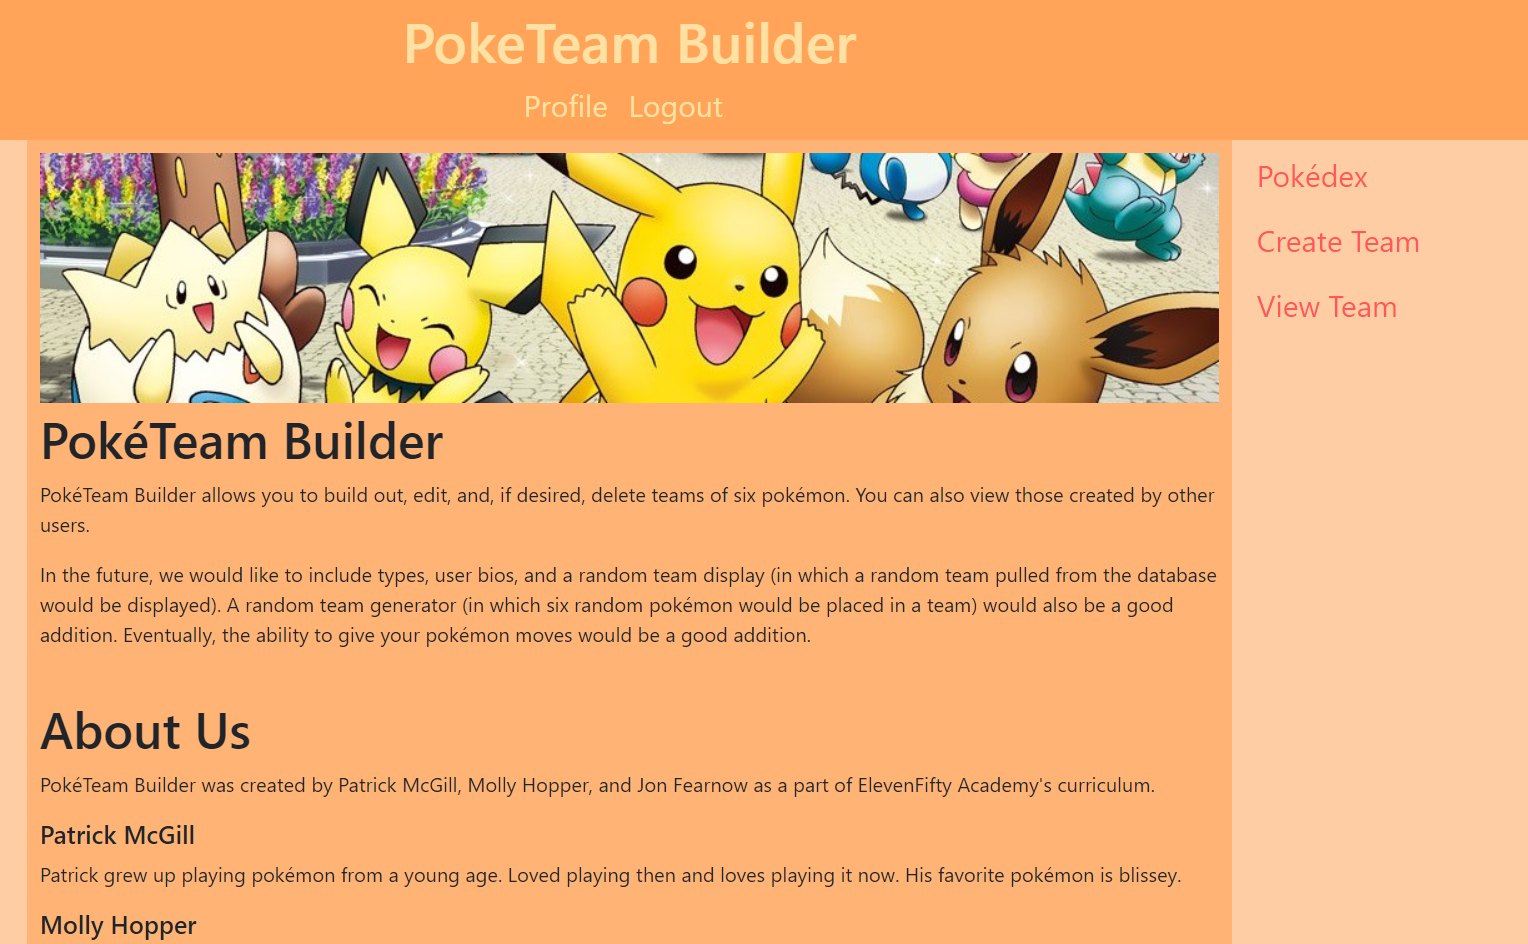 PokeTeam Builder
Profile Logout
Pokédex
Create Team
View Team
PokéTeam Builder
PokéTeam Builder allows you to build out, edit, and, if desired, delete teams of six pokémon. You can also view those created by other
users.
In the future, we would like to include types, user bios, and a random team display (in which a random team pulled from the database
would be displayed). A random team generator (in which six random pokémon would be placed in a team) would also be a good
addition. Eventually, the ability to give your pokémon moves would be a good addition.
About Us
PokéTeam Builder was created by Patrick McGill, Molly Hopper, and Jon Fearnow as a part of ElevenFifty Academy's curriculum.
Patrick McGill
Patrick grew up playing pokémon from a young age. Loved playing then and loves playing it now. His favorite pokémon is blissey.
Molly Hopper